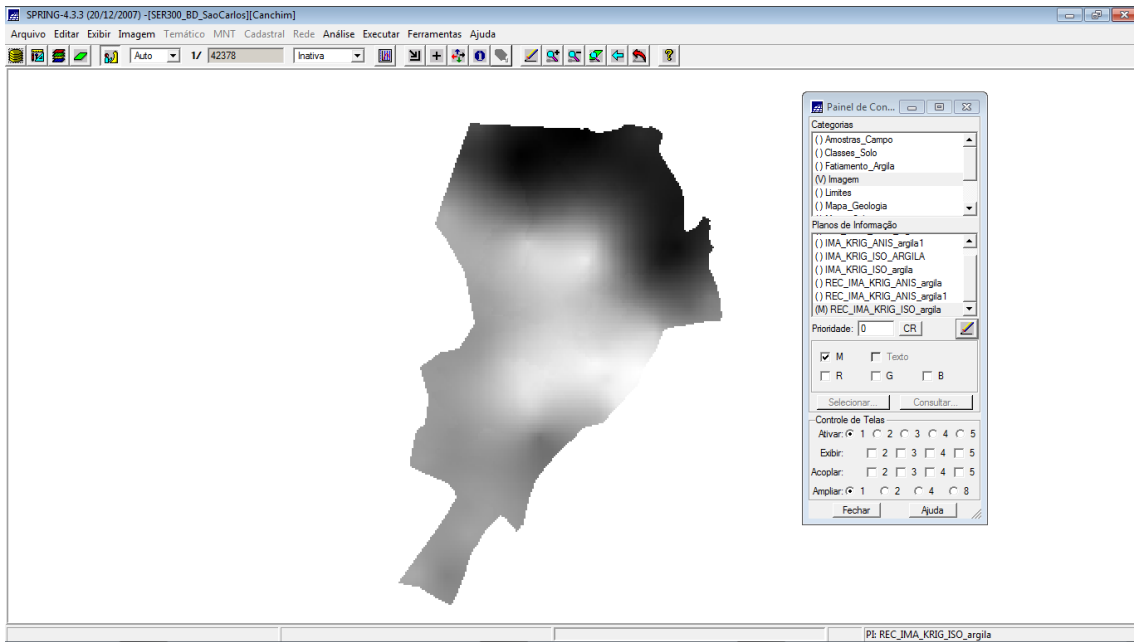 SPRING-4.3.3 (20/12/2007) -[SER300_BD_SaoCarlos][Canchim]
Arquivo Editar Exibir Imagem Temático MNT Cadastral Rede Análise Executar Ferramentas Ajuda
Auto 1/ 42378 Inativa
Painel de Con...
Categorias
( ) Amostras_Campo
( ) Classes_Solo
( ) Fatiamento_Argila
(V) Imagem
( ) Limites
( ) Mapa_Geologia
Planos de Informação
( ) IMA_KRIG_ANIS_argila1
( ) IMA_KRIG_ISO_ARGILA
( ) IMA_KRIG_ISO_argila
( ) REC_IMA_KRIG_ANIS_argila
( ) REC_IMA_KRIG_ANIS_argila1
(M) REC_IMA_KRIG_ISO_argila
Prioridade: 0 CR
M Texto
R G B
Selecionar... Consultar...
Controle de Telas
Ativar: 1 2 3 4 5
Exibir: 2 3 4 5
Acoplar: 2 3 4 5
Ampliar: 1 2 4 8
Fechar Ajuda
PI: REC_IMA_KRIG_ISO_argila